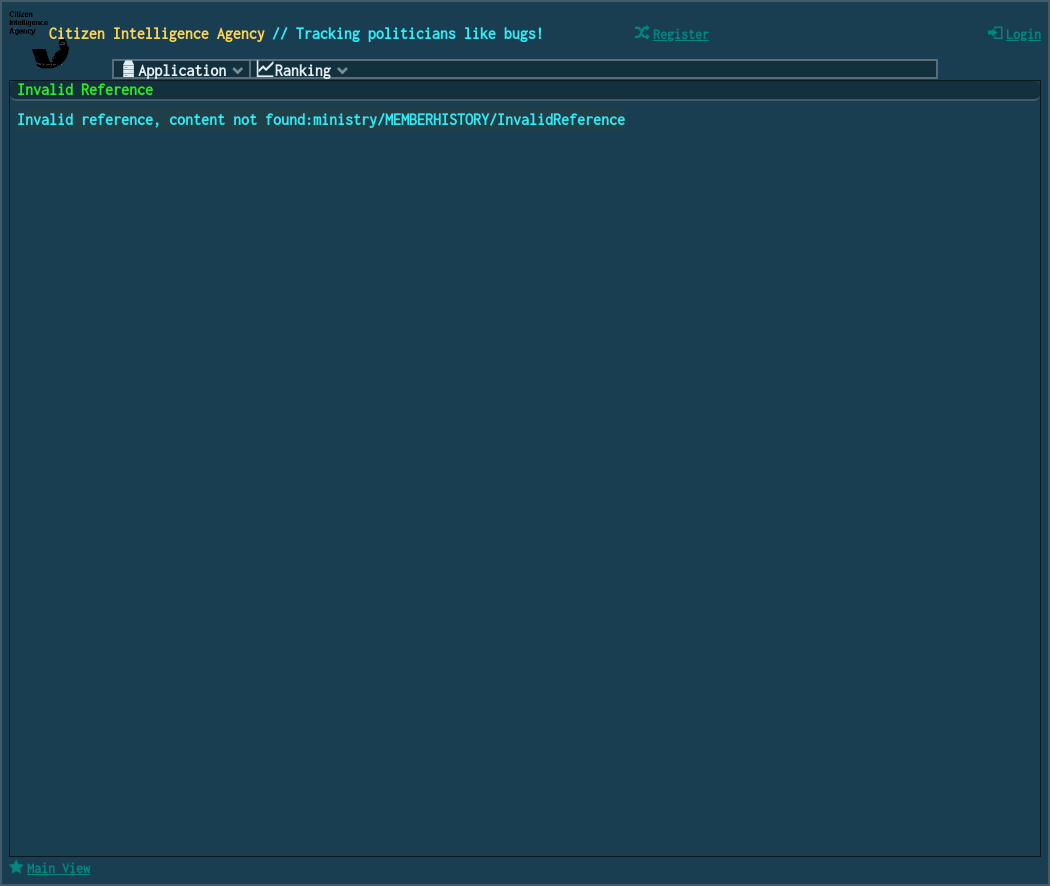 Citizen
Intelligence
Agency
Citizen Intelligence Agency // Tracking politicians like bugs!
Register
Login
Application
Ranking
Invalid Reference
Invalid reference, content not found:ministry/MEMBERHISTORY/InvalidReference
Main View